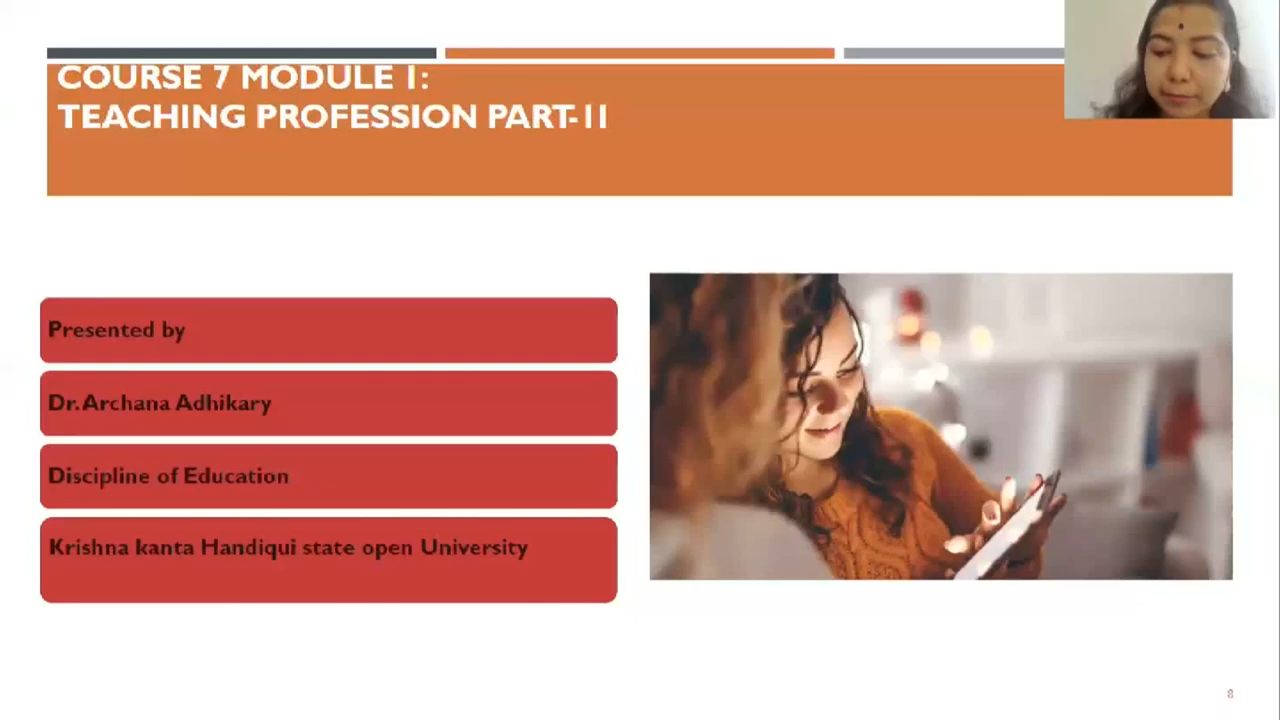 COURSE 7 MODULE 1:
TEACHING PROFESSION PART-II
Presented by
Dr. Archana Adhikary
Discipline of Education
Krishna kanta Handiqui state open University
8